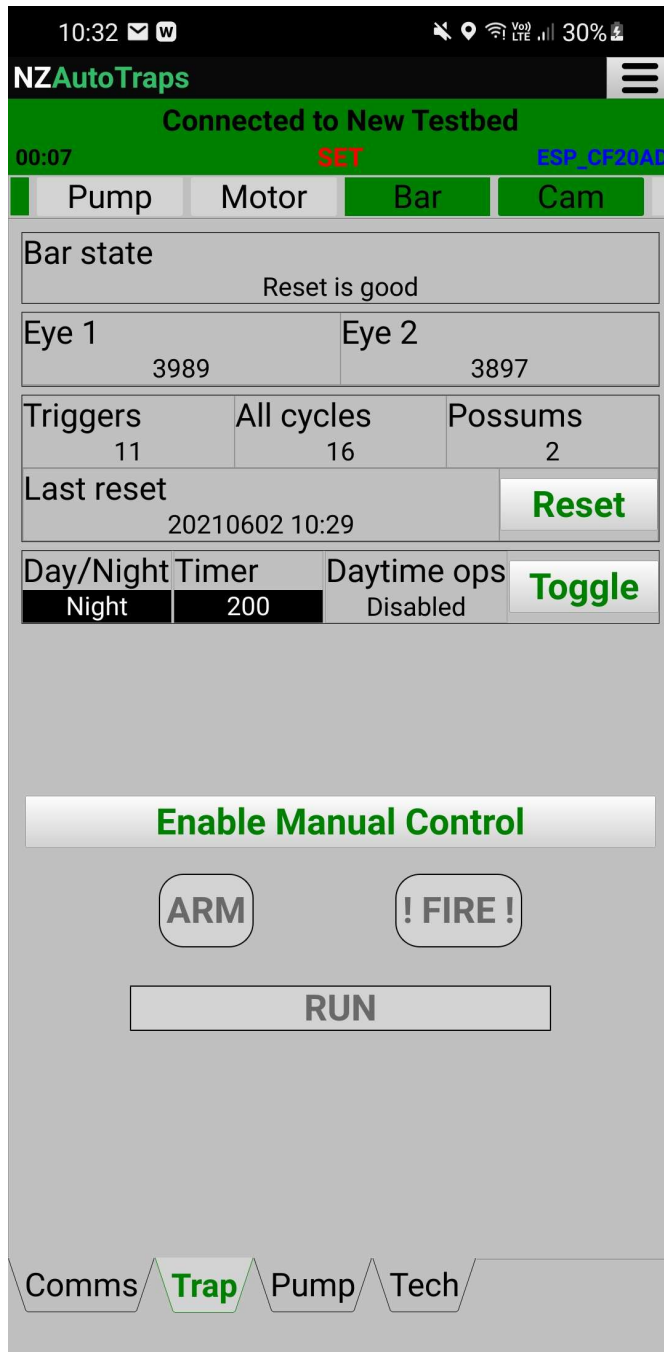 10:32 W Vo)) LTE 30%
NZAutoTraps
Connected to New Testbed
00:07 SET ESP_CF20AD
Pump Motor Bar Cam
Bar state
Reset is good
Eye 1 Eye 2
3989 3897
Triggers All cycles Possums
11 16 2
Last reset
20210602 10:29
Reset
Day/Night Timer Daytime ops
Night 200 Disabled
Toggle
Enable Manual Control
ARM ! FIRE !
RUN
Comms Trap Pump Tech